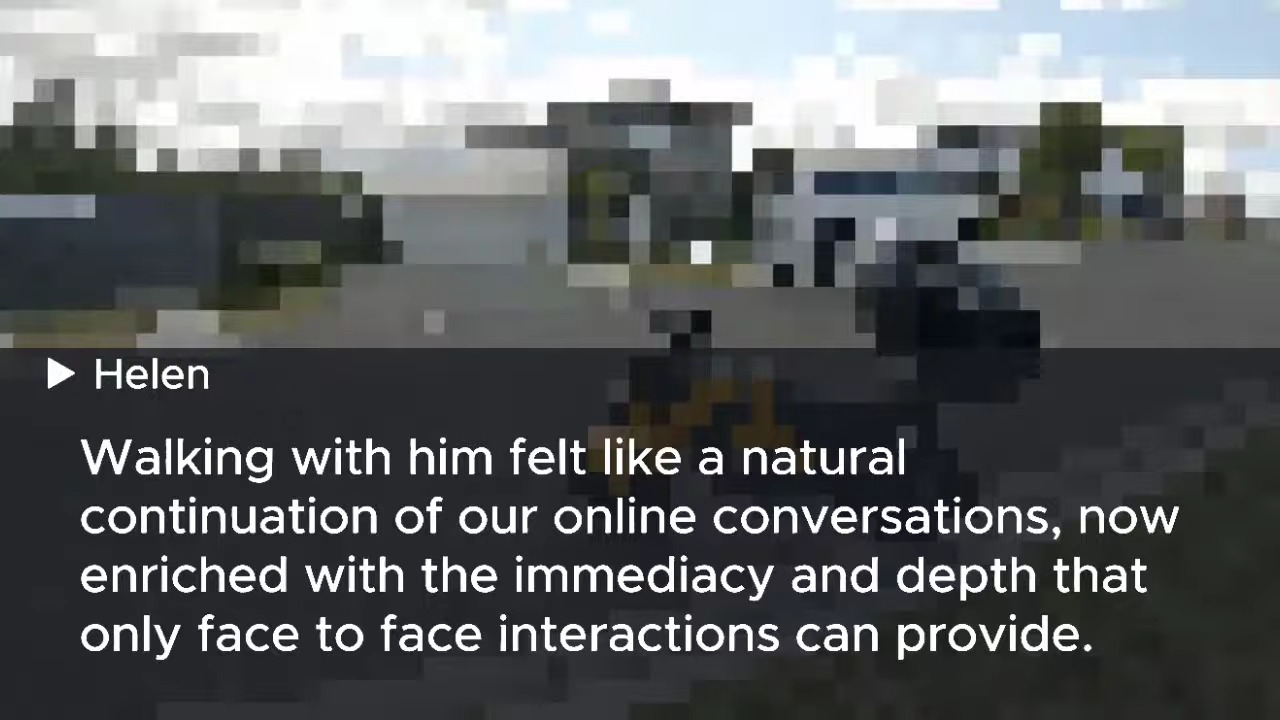 Helen
Walking with him felt like a natural
continuation of our online conversations, now
enriched with the immediacy and depth that
only face to face interactions can provide.